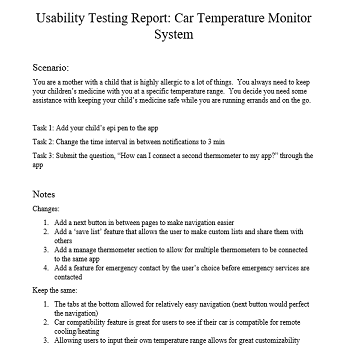 Usability Testing Report: Car Temperature Monitor
System
Scenario:
You are a mother with a child that is highly allergic to a lot of things.  You always need to keep
your children's medicine with you at a specific temperature range.  You decide you need some
assistance with keeping your child's medicine safe while you are running errands and on the go.
Task 1: Add your child's epi pen to the app
Task 2: Change the time interval in between notifications to 3 min
Task 3: Submit the question, "How can I connect a second thermometer to my app?" through the
app
Notes
Changes:
1. Add a next button in between pages to make navigation easier
2. Add a 'save list' feature that allows the user to make custom lists and share them with
others
3. Add a manage thermometer section to allow for multiple thermometers to be connected
to the same app
4. Add a feature for emergency contact by the user's choice before emergency services are
contacted
Keep the same:
1. The tabs at the bottom allowed for relatively easy navigation (next button would perfect
the navigation)
2. Car compatibility feature is great for users to see if their car is compatible for remote
cooling/heating
3. Allowing users to input their own temperature range allows for great customizability